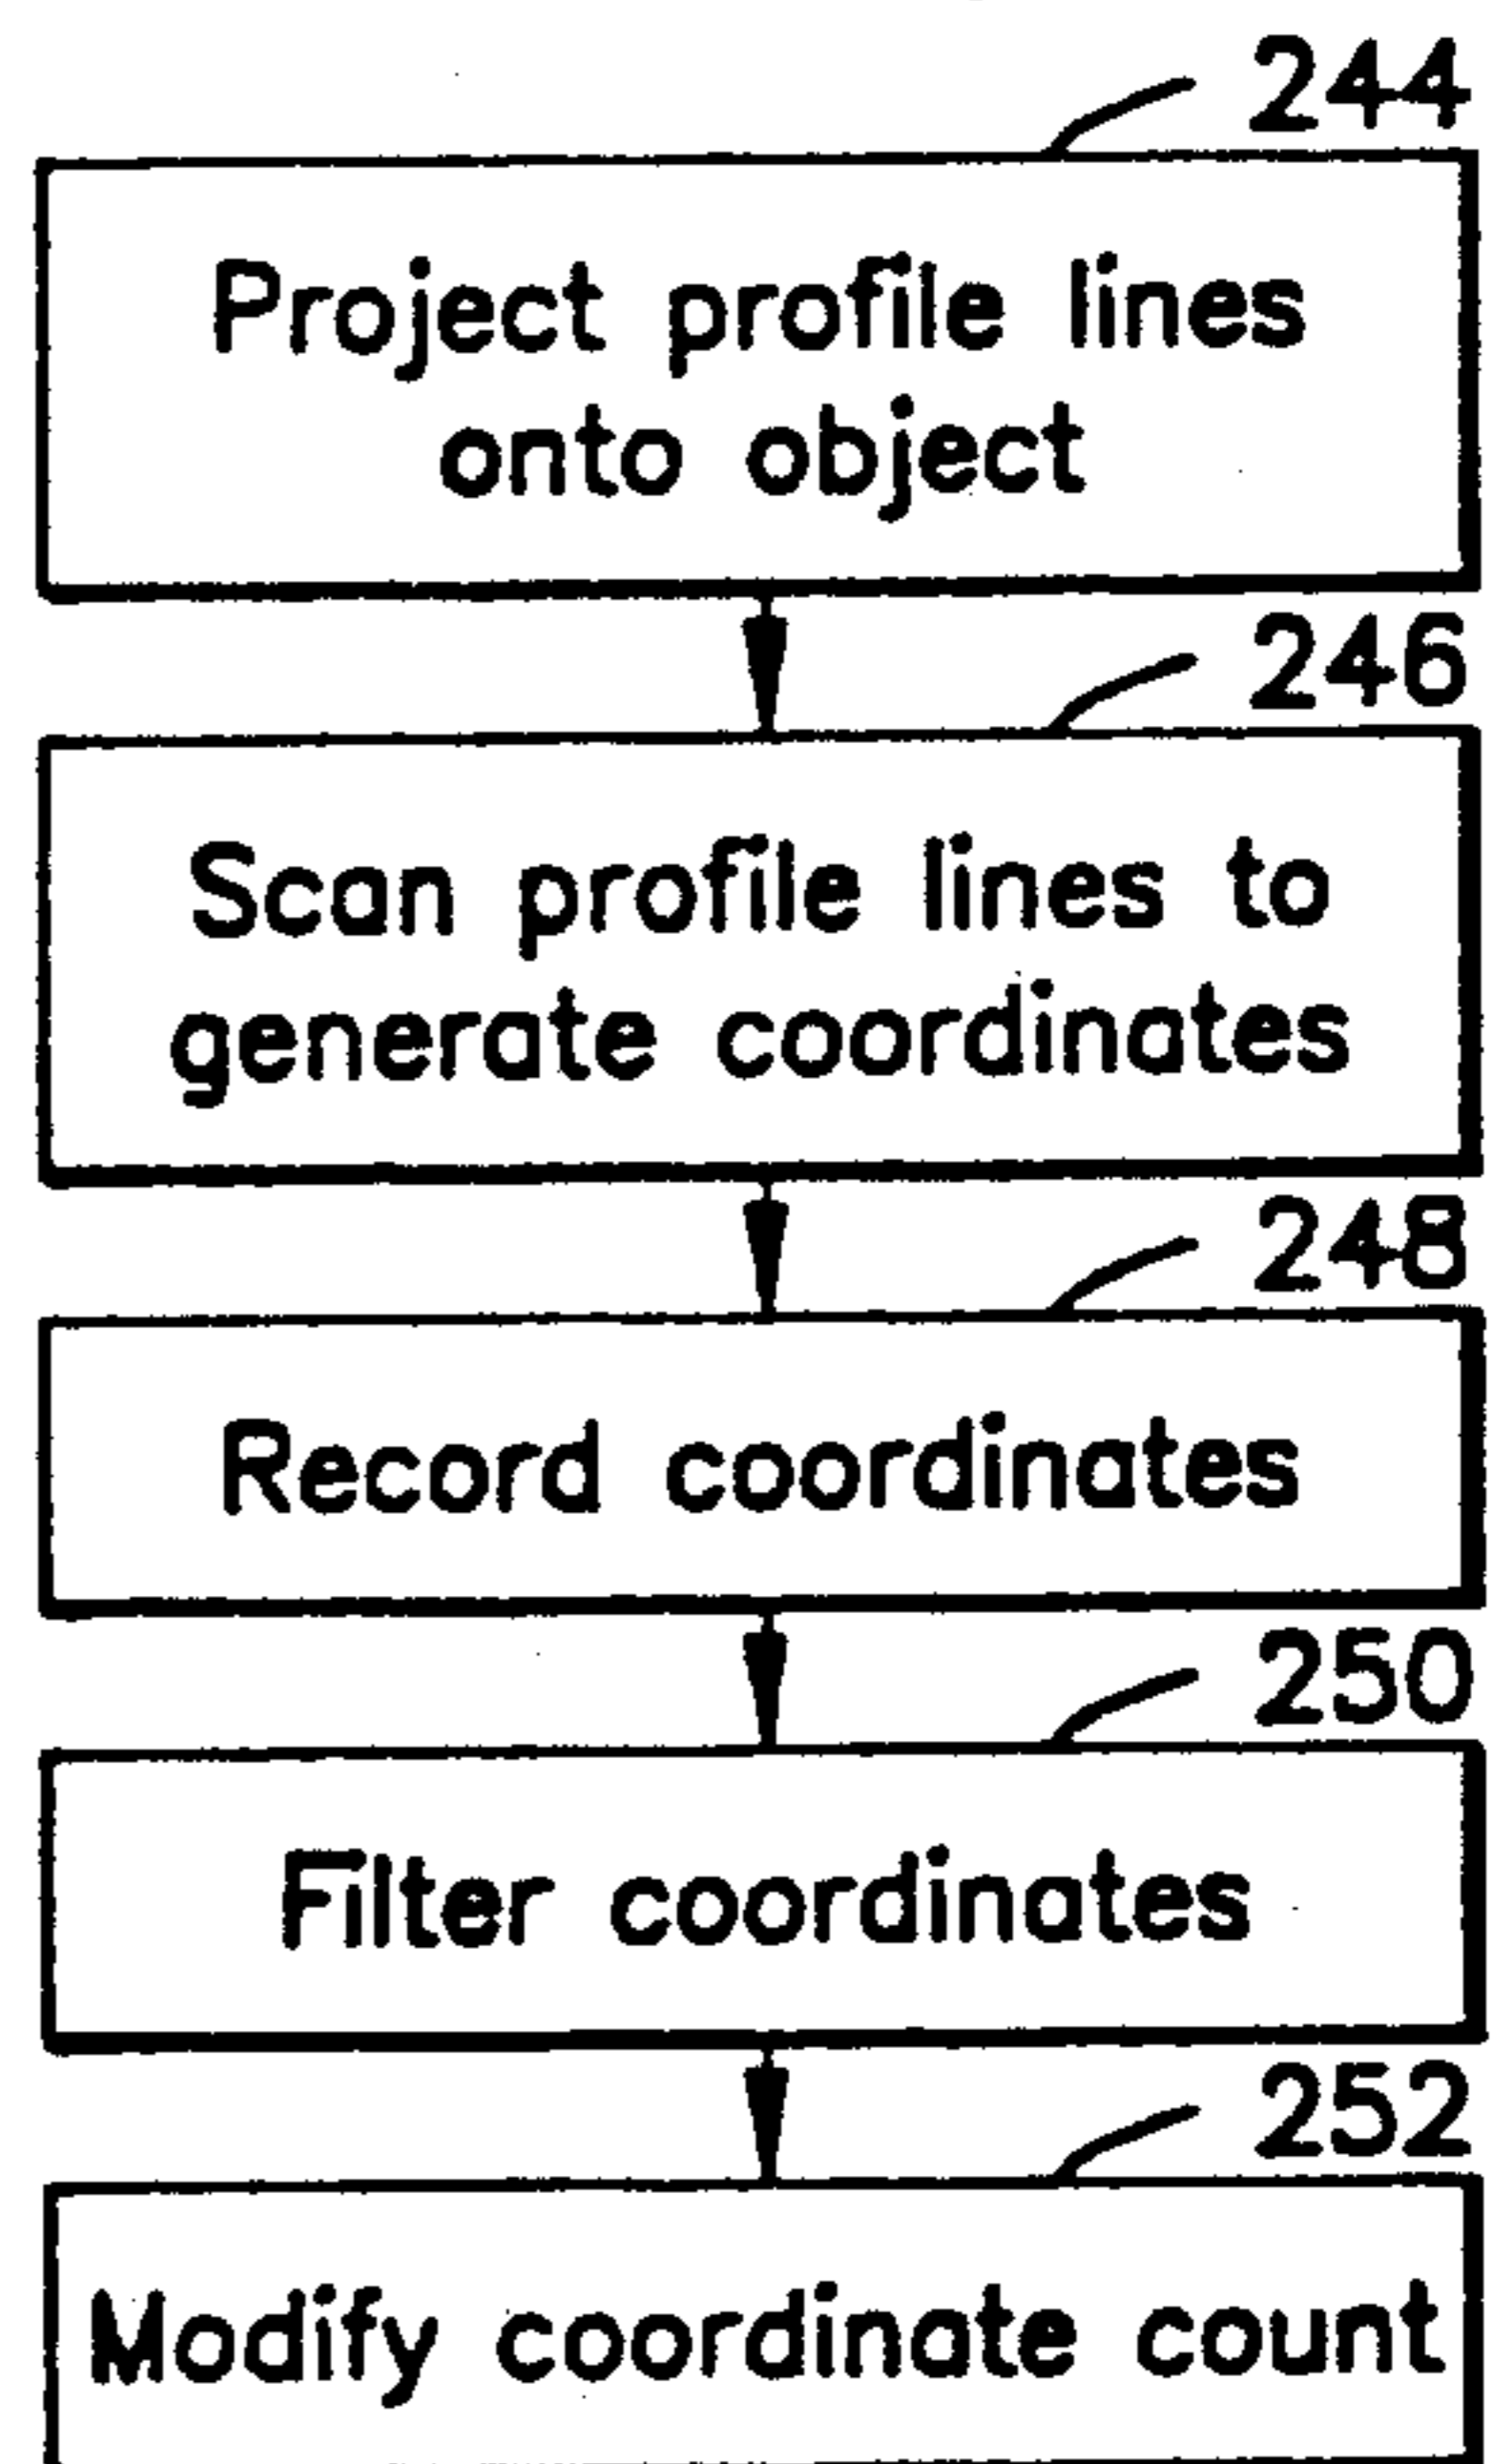 244
Project profile lines
onto object
246
Scan profile lines to
generate coordinates
248
Record coordinates
250
Filter coordinates
252
Modify coordinate count